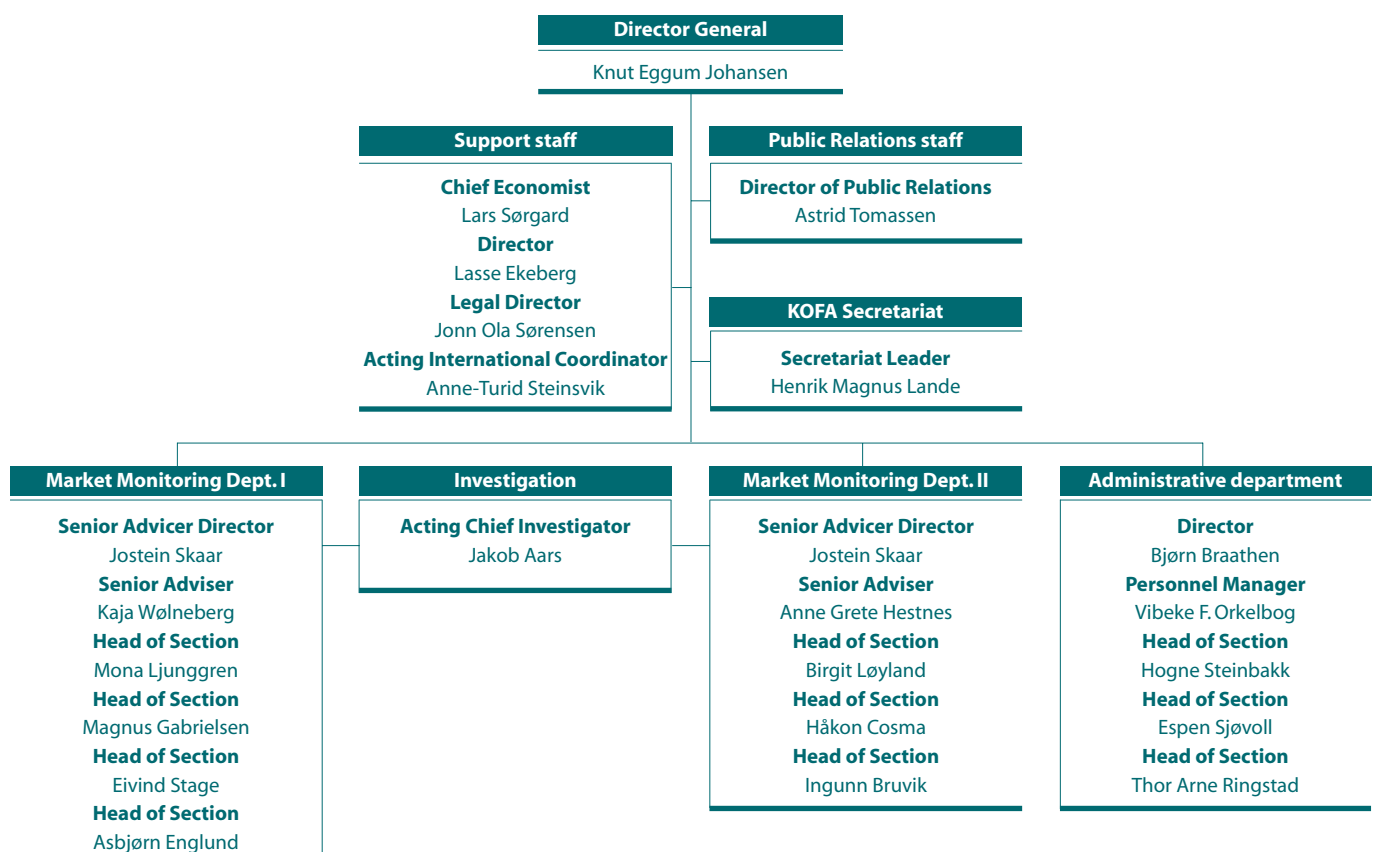 Director General
Knut Eggum Johansen
Support staff
Chief Economist
Lars Sørgard
Director
Lasse Ekeberg
Legal Director
Jonn Ola Sørensen
Acting International Coordinator
Anne-Turid Steinsvik
Public Relations staff
Director of Public Relations
Astrid Tomassen
KOFA Secretariat
Secretariat Leader
Henrik Magnus Lande
Market Monitoring Dept. I
Senior Advicer Director
Jostein Skaar
Senior Adviser
Kaja Wølneberg
Head of Section
Mona Ljunggren
Head of Section
Magnus Gabrielsen
Head of Section
Eivind Stage
Head of Section
Asbjørn Englund
Investigation
Acting Chief Investigator
Jakob Aars
Market Monitoring Dept. II
Senior Advicer Director
Jostein Skaar
Senior Adviser
Anne Grete Hestnes
Head of Section
Birgit Løyland
Head of Section
Håkon Cosma
Head of Section
Ingunn Bruvik
Administrative department
Director
Bjørn Braathen
Personnel Manager
Vibeke F. Orkelbog
Head of Section
Hogne Steinbakk
Head of Section
Espen Sjøvoll
Head of Section
Thor Arne Ringstad